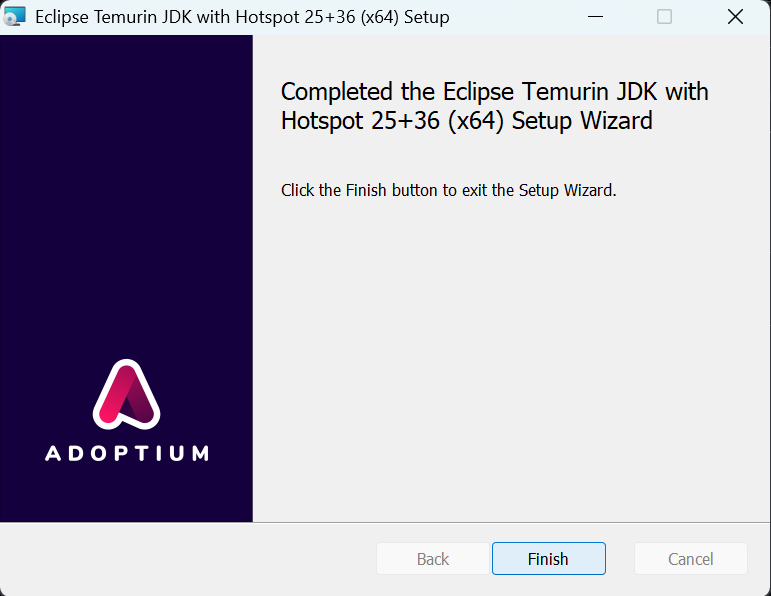 Eclipse Temurin JDK with Hotspot 25+36 (x64) Setup
Completed the Eclipse Temurin JDK with
Hotspot 25+36 (x64) Setup Wizard
Click the Finish button to exit the Setup Wizard.
ADOPTIUM
Back
Finish
Cancel